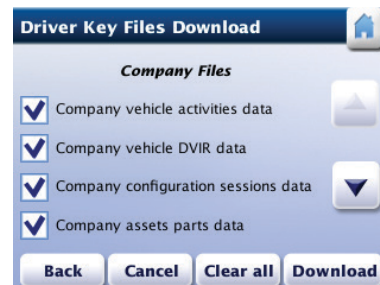 Driver Key Files Download
Company Files
Company vehicle activities data
Company vehicle DVIR data
Company configuration sessions data
Company assets parts data
Back Cancel Clear all Download